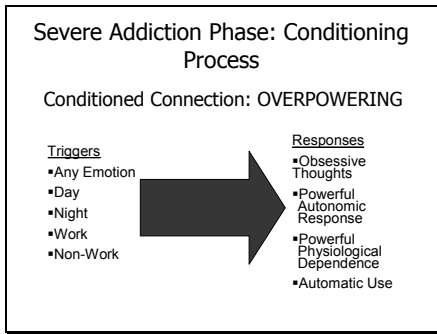 Severe Addiction Phase: Conditioning
Process
Conditioned Connection: OVERPOWERING
Triggers
▪Any Emotion
▪Day
▪Night
▪Work
▪Non-Work
Responses
▪Obsessive
Thoughts
▪Powerful
Autonomic
Response
▪Powerful
Physiological
Dependence
▪Automatic Use